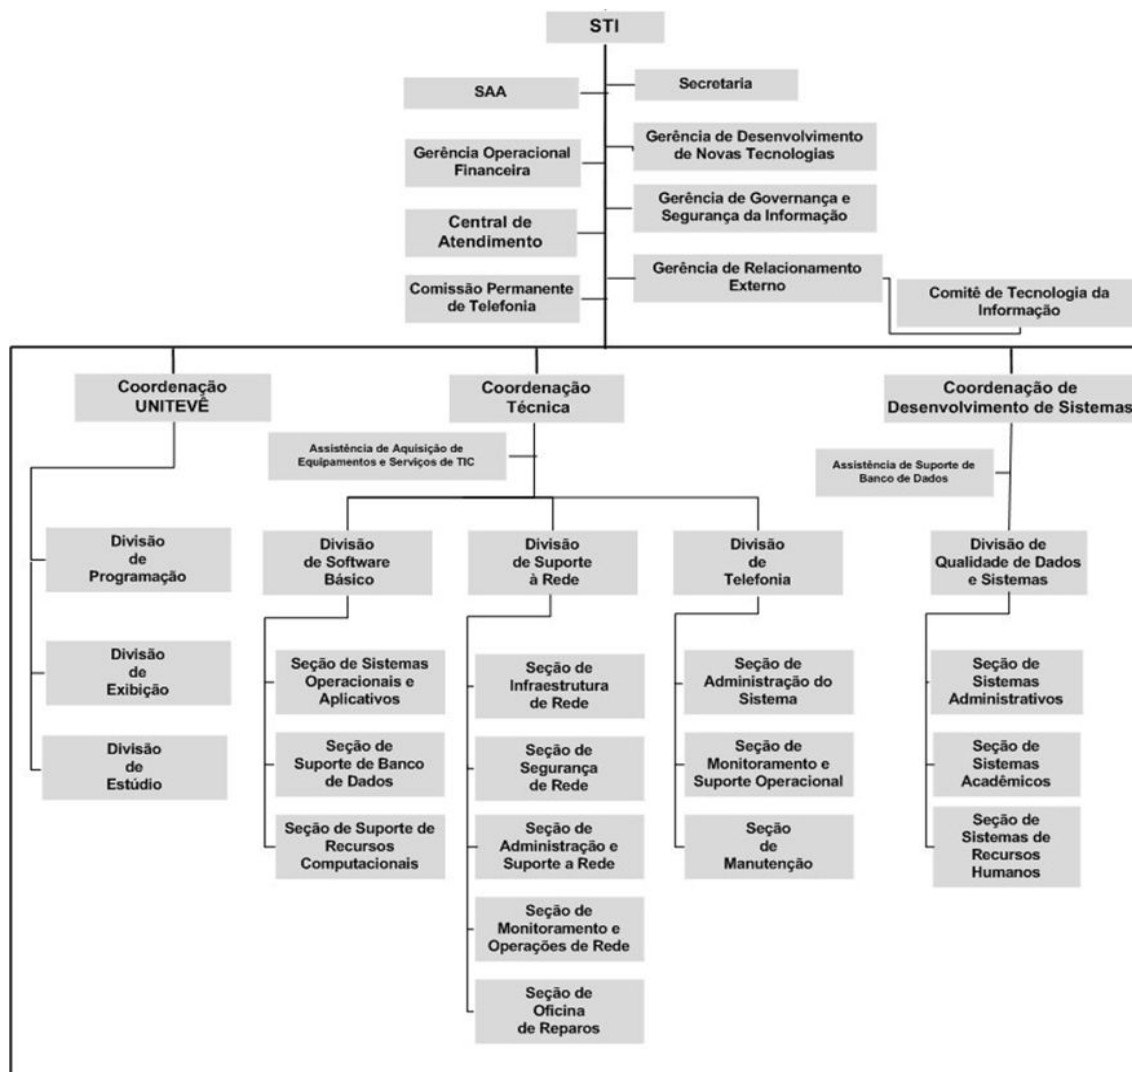 STI
SAA
Secretaria
Gerência Operacional
Financeira
Gerência de Desenvolvimento
de Novas Tecnologias
Central de
Atendimento
Gerência de Governança e
Segurança da Informação
Comissão Permanente
de Telefonia
Gerência de Relacionamento
Externo
Comitê de Tecnologia da
Informação
Coordenação
UNITEVÊ
Coordenação
Técnica
Coordenação de
Desenvolvimento de Sistemas
Assistência de Aquisição de
Equipamentos e Serviços de TIC
Assistência de Suporte de
Banco de Dados
Divisão
de
Programação
Divisão
de
Exibição
Divisão
de
Estúdio
Divisão
de Software
Básico
Seção de Sistemas
Operacionais e
Aplicativos
Seção de
Suporte de Banco
de Dados
Seção de Suporte de
Recursos
Computacionais
Divisão
de Suporte
à Rede
Seção de
Infraestrutura
de Rede
Seção de
Segurança
de Rede
Seção de
Administração e
Suporte a Rede
Seção de
Monitoramento e
Operações de Rede
Seção de
Oficina
de Reparos
Divisão
de
Telefonia
Seção de
Administração do
Sistema
Seção de
Monitoramento e
Suporte Operacional
Seção
de
Manutenção
Divisão de
Qualidade de Dados
e Sistemas
Seção de
Sistemas
Administrativos
Seção de
Sistemas
Acadêmicos
Seção de
Sistemas de
Recursos
Humanos